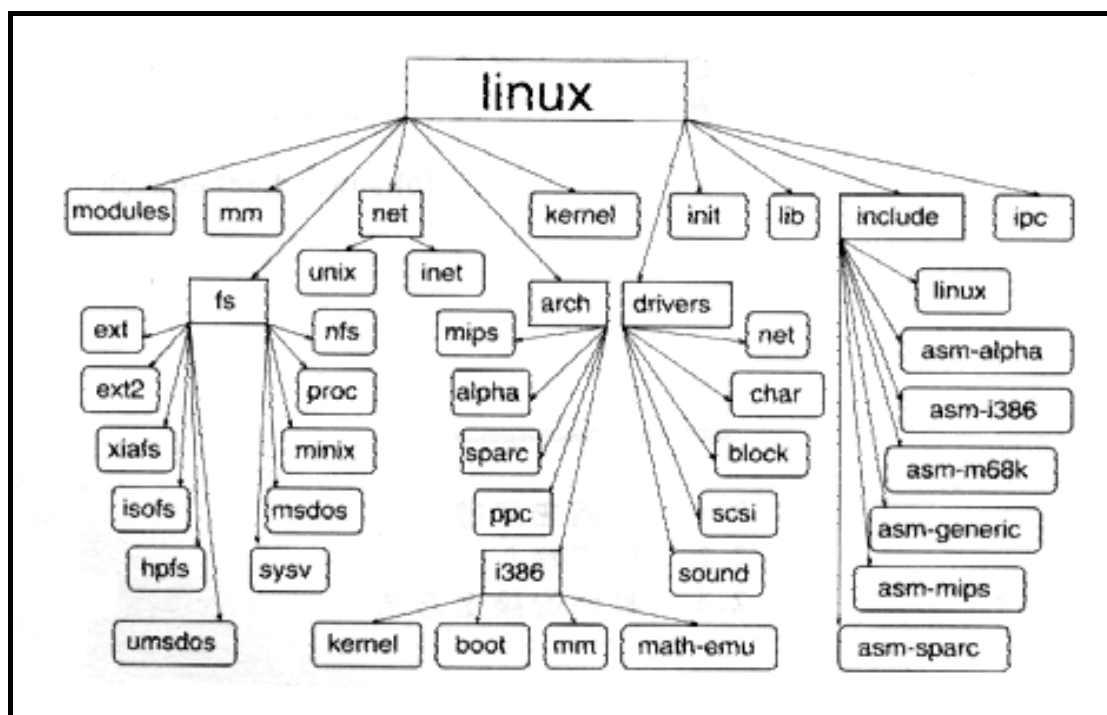 linux
modules
mm
net
kernel
init
lib
include
ipc
unix
inet
fs
arch
drivers
linux
ext
nfs
mips
net
asm-alpha
ext2
proc
alpha
char
asm-i386
xiafs
minix
sparc
block
asm-m68k
isofs
msdos
ppc
scsi
asm-generic
hpfs
sysv
i386
sound
asm-mips
umsdos
kernel
boot
mm
math-emu
asm-sparc